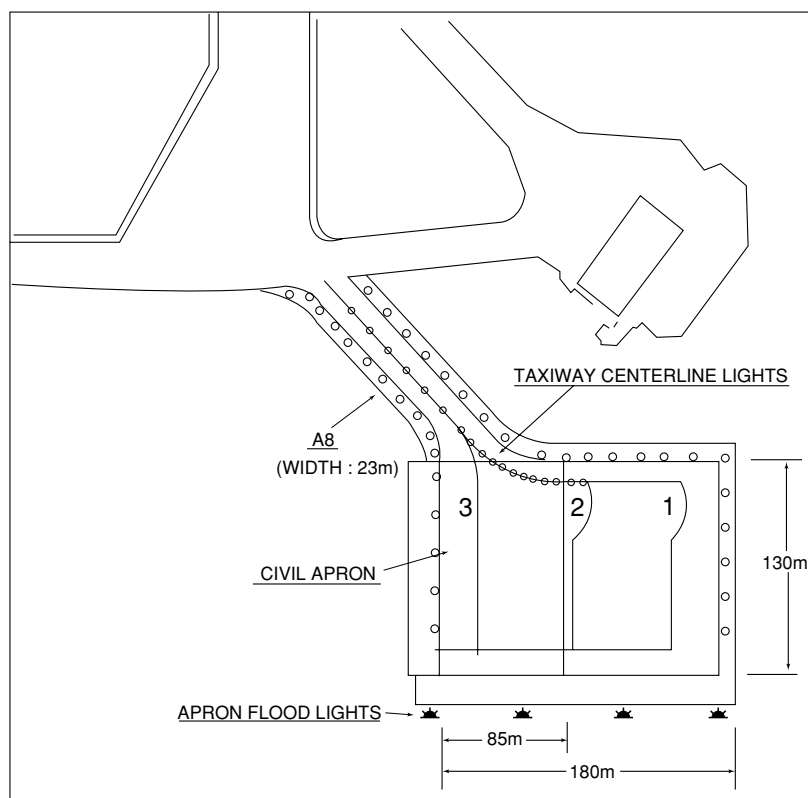 TAXIWAY CENTERLINE LIGHTS
A8
(WIDTH : 23m)
3
2
1
130m
CIVIL APRON
APRON FLOOD LIGHTS
85m
180m